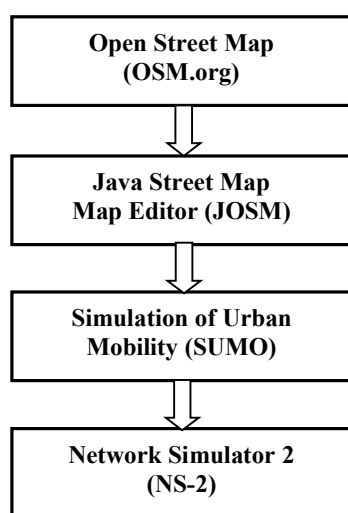 Open Street Map
(OSM.org)
Java Street Map
Map Editor (JOSM)
Simulation of Urban
Mobility (SUMO)
Network Simulator 2
(NS-2)